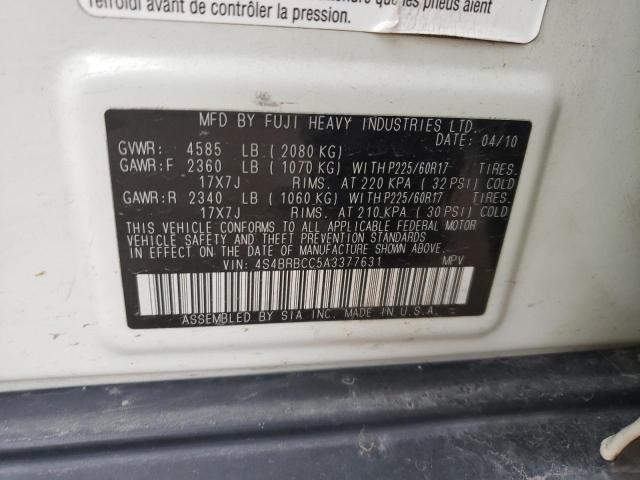 refroidi avant de contrôler la pression.
que les pneus aient
MFD BY FUJI HEAVY INDUSTRIES LTD.
DATE: 04/10
GVWR: 4585 LB (2080 KG)
GAWR:F 2360 LB (1070 KG) WITH P225/60R17 TIRES.
17X7J RIMS. AT 220 KPA (32 PSI) COLD
GAWR:R 2340 LB (1060 KG) WITH P225/60R17 TIRES.
17X7J RIMS. AT 210 KPA (30 PSI) COLD
THIS VEHICLE CONFORMS TO ALL APPLICABLE FEDERAL MOTOR
VEHICLE SAFETY AND THEFT PREVENTION STANDARDS
IN EFFECT ON THE DATE OF MANUFACTURE SHOWN ABOVE.
VIN: 4S4BRBCC5A3377631 MPV
ASSEMBLED BY SIA INC. MADE IN U.S.A.